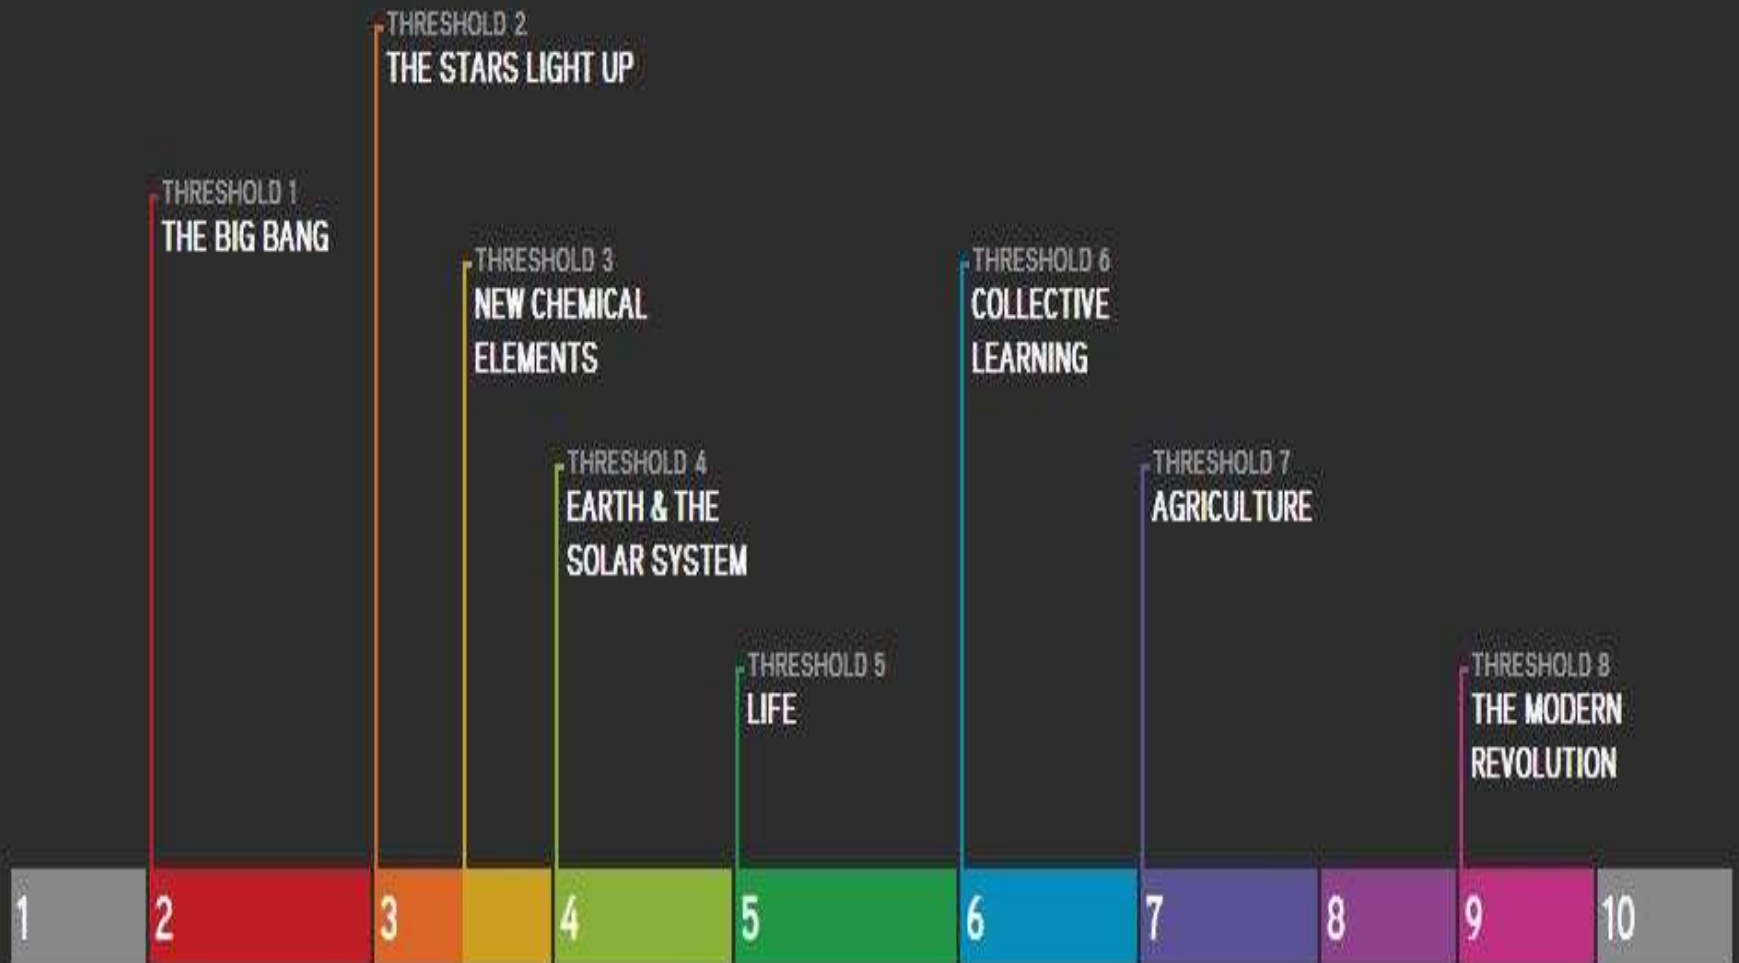 THRESHOLD 2
THE STARS LIGHT UP
THRESHOLD 1
THE BIG BANG
THRESHOLD 3
NEW CHEMICAL
ELEMENTS
THRESHOLD 6
COLLECTIVE
LEARNING
THRESHOLD 4
EARTH & THE
SOLAR SYSTEM
THRESHOLD 7
AGRICULTURE
THRESHOLD 5
LIFE
THRESHOLD 8
THE MODERN
REVOLUTION
1 2 3 4 5 6 7 8 9 10